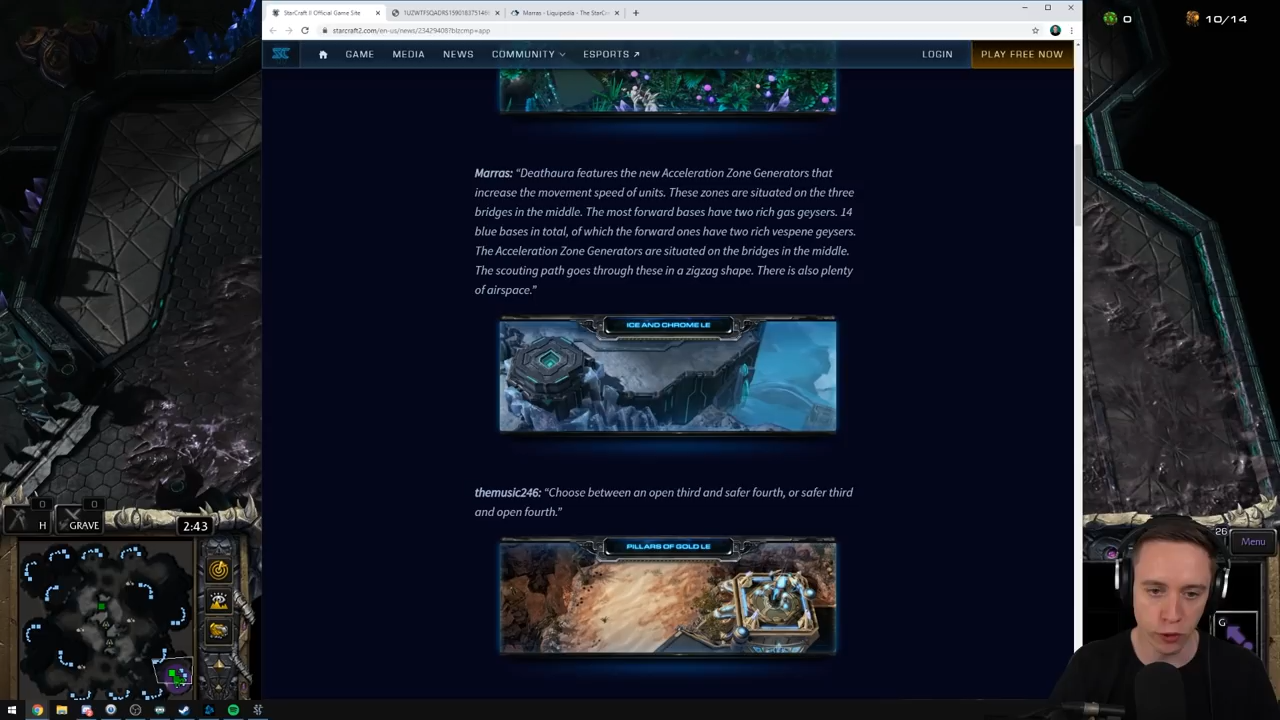 StarCraft II Official Game Site
Marras - Liquipedia - The StarCr
0
10/14
starcraft2.com/en-us/news/23429408?blzcmp=app
GAME
MEDIA
NEWS
COMMUNITY
ESPORTS
LOGIN
PLAY FREE NOW
Marras: “Deathaura features the new Acceleration Zone Generators that
increase the movement speed of units. These zones are situated on the three
bridges in the middle. The most forward bases have two rich gas geysers. 14
blue bases in total, of which the forward ones have two rich vespene geysers.
The Acceleration Zone Generators are situated on the bridges in the middle.
The scouting path goes through these in a zigzag shape. There is also plenty
of airspace.”
ICE AND CHROME LE
themusic246: “Choose between an open third and safer fourth, or safer third
and open fourth.”
PILLARS OF GOLD LE
0
0
H
GRAVE
2:43
26
Menu
G